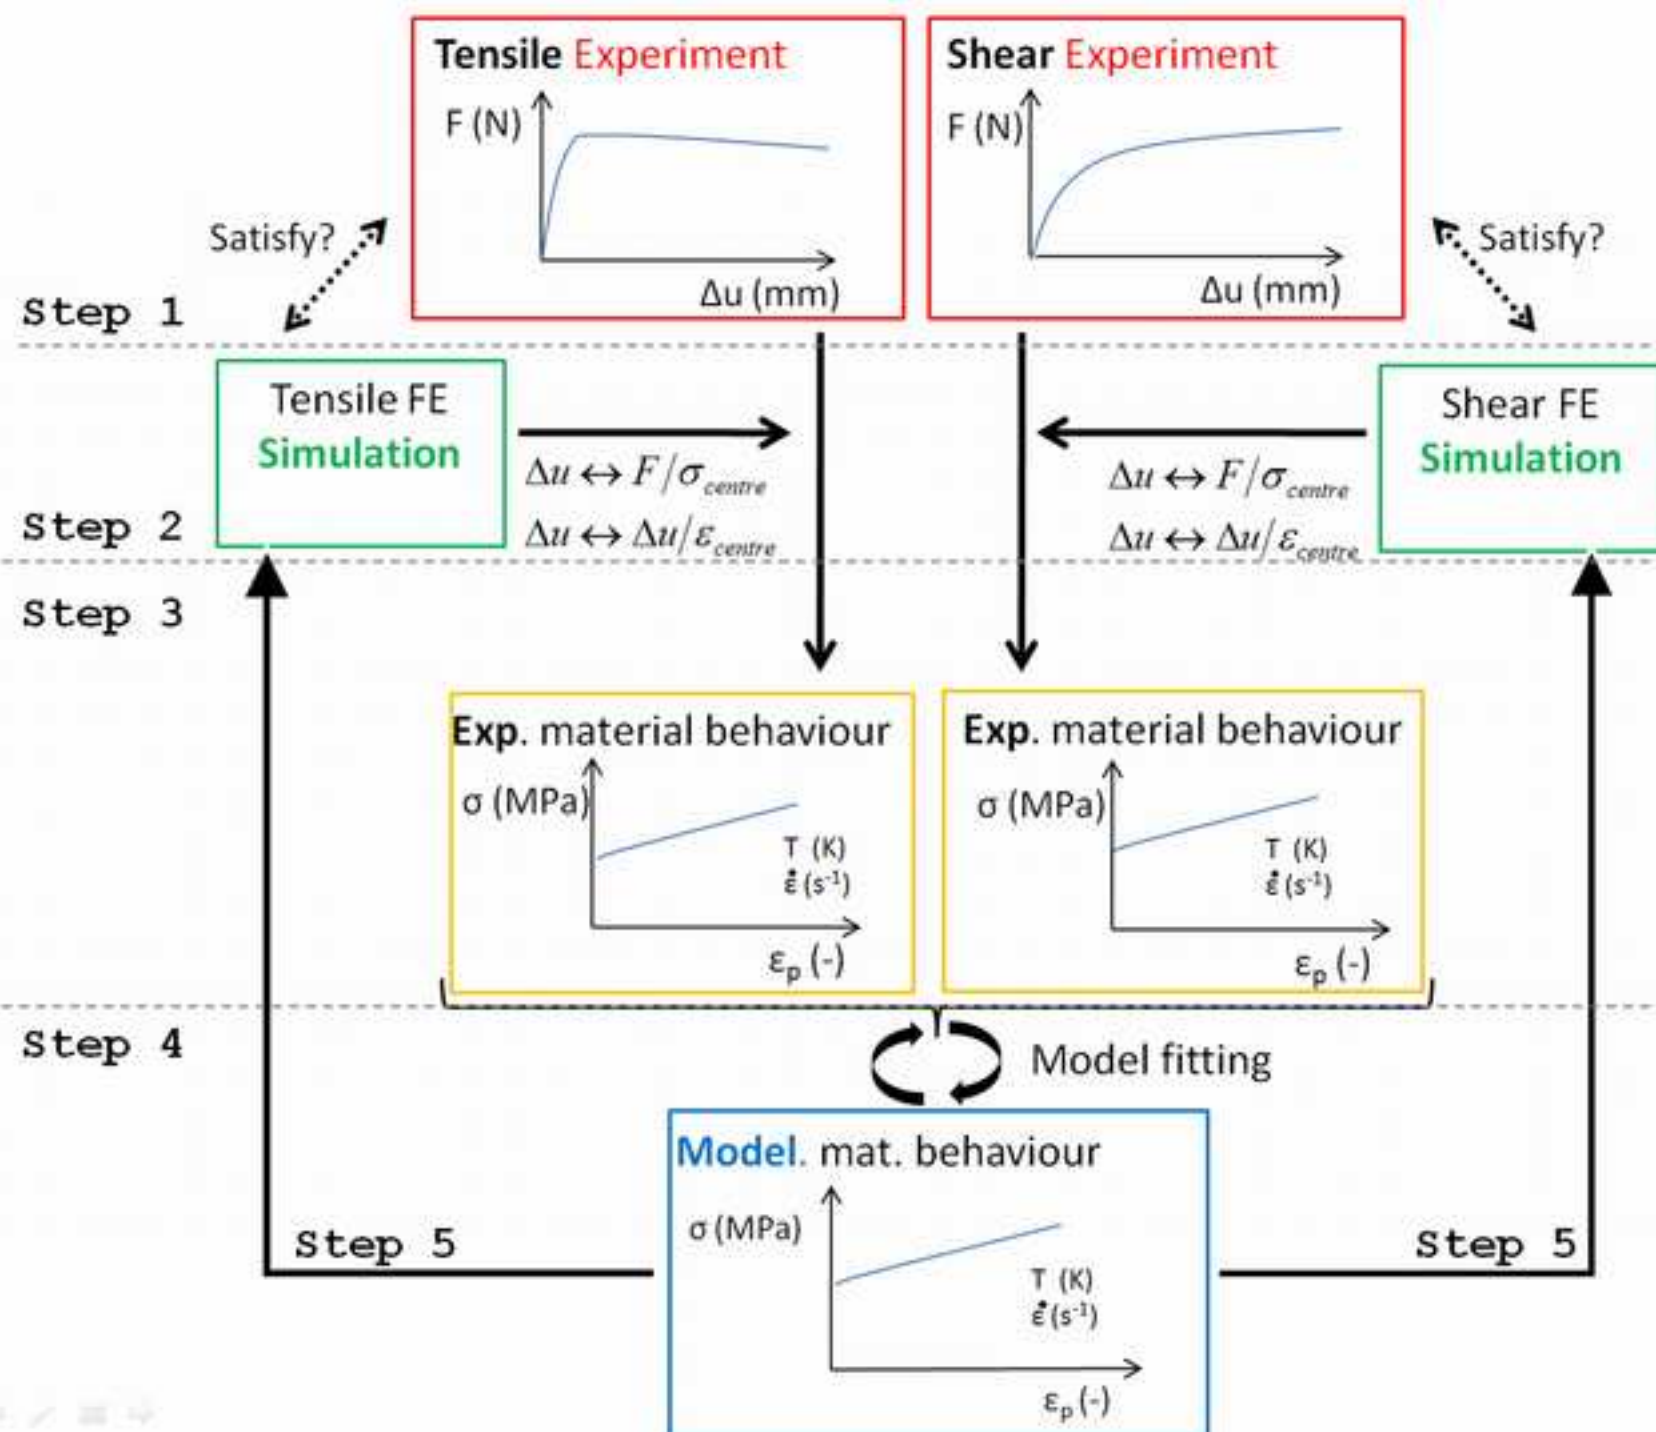 Tensile Experiment
F (N)
Δu (mm)
Shear Experiment
F (N)
Δu (mm)
Satisfy?
Satisfy?
Step 1
Tensile FE
Simulation
Δu ↔ F/σcentre
Δu ↔ Δu/εcentre
Δu ↔ F/σcentre
Δu ↔ Δu/εcentre
Shear FE
Simulation
Step 2
Step 3
Exp. material behaviour
σ (MPa)
T (K)
ε̇ (s⁻¹)
εp (-)
Exp. material behaviour
σ (MPa)
T (K)
ε̇ (s⁻¹)
εp (-)
Step 4
Model fitting
Model. mat. behaviour
σ (MPa)
T (K)
ε̇ (s⁻¹)
εp (-)
Step 5
Step 5